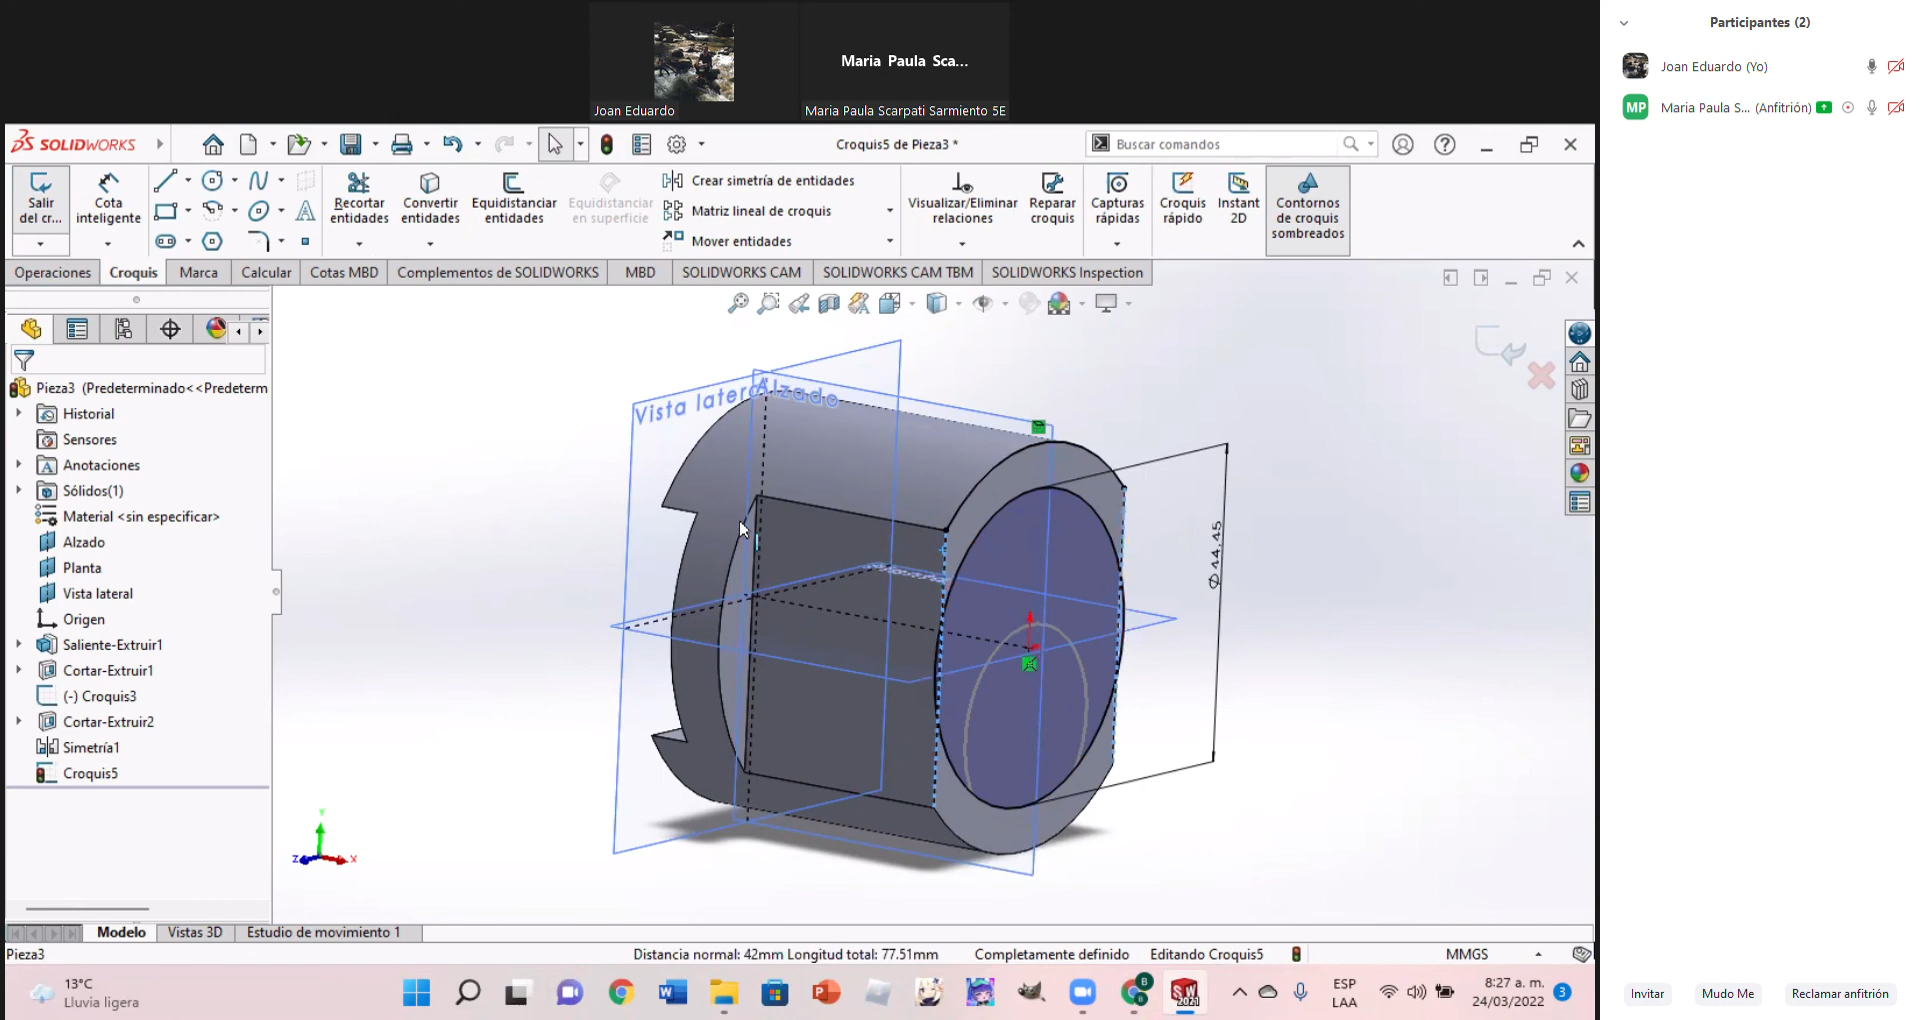 Maria Paula Sca...
Joan Eduardo
Maria Paula Scarpati Sarmiento 5E
Participantes (2)
Joan Eduardo (Yo)
MP
Maria Paula S... (Anfitrión)
SOLIDWORKS
Croquis5 de Pieza3 *
Buscar comandos
Salir
del cr...
Cota
inteligente
Recortar
entidades
Convertir
entidades
Equidistanciar
entidades
Equidistanciar
en superficie
Crear simetría de entidades
Matriz lineal de croquis
Mover entidades
Visualizar/Eliminar
relaciones
Reparar
croquis
Capturas
rápidas
Croquis
rápido
Instant
2D
Contornos
de croquis
sombreados
Operaciones
Croquis
Marca
Calcular
Cotas MBD
Complementos de SOLIDWORKS
MBD
SOLIDWORKS CAM
SOLIDWORKS CAM TBM
SOLIDWORKS Inspection
Pieza3 (Predeterminado<<Predeterm
Historial
Sensores
Anotaciones
Sólidos(1)
Material <sin especificar>
Alzado
Planta
Vista lateral
Origen
Saliente-Extruir1
Cortar-Extruir1
(-) Croquis3
Cortar-Extruir2
Simetría1
Croquis5
Alzado
Ø44.45
Y
Z
X
Modelo
Vistas 3D
Estudio de movimiento 1
Pieza3
Distancia normal: 42mm Longitud total: 77.51mm
Completamente definido
Editando Croquis5
MMGS
13°C
Lluvia ligera
ESP
LAA
8:27 a. m.
24/03/2022
3
Invitar
Mudo Me
Reclamar anfitrión